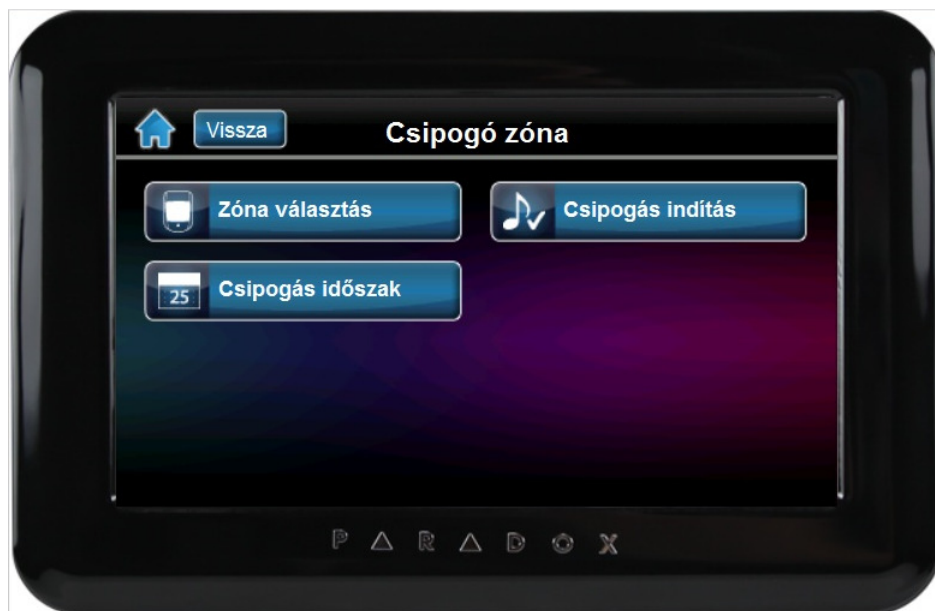 Vissza
Csipogó zóna
Zóna választás
Csipogás indítás
25
Csipogás időszak
PARADOX